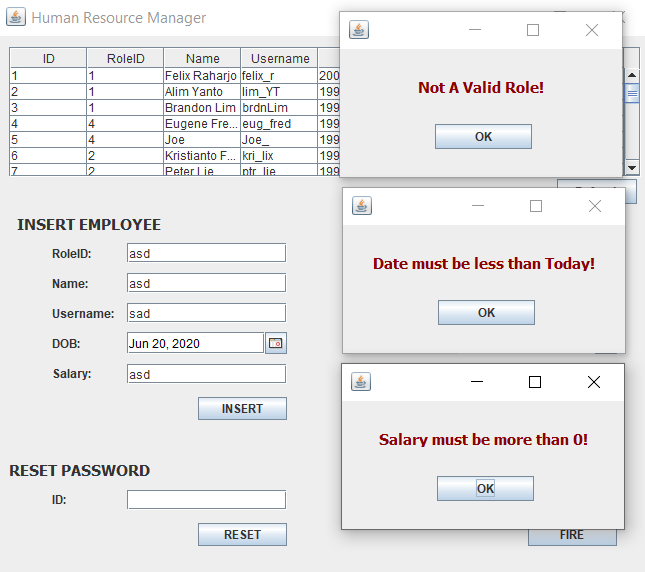 Human Resource Manager
ID RoleID Name Username
1 1 Felix Raharjo felix_r 200
2 1 Alim Yanto lim_YT 199
3 1 Brandon Lim brdnLim 199
4 4 Eugene Fre... eug_fred 199
5 4 Joe Joe_ 199
6 2 Kristianto F... kri_lix 199
7 2 Peter Lie ptr_lie 199
Not A Valid Role!
OK
INSERT EMPLOYEE
RoleID: asd
Name: asd
Username: sad
DOB: Jun 20, 2020
Salary: asd
INSERT
Date must be less than Today!
OK
Salary must be more than 0!
OK
RESET PASSWORD
ID:
RESET
FIRE